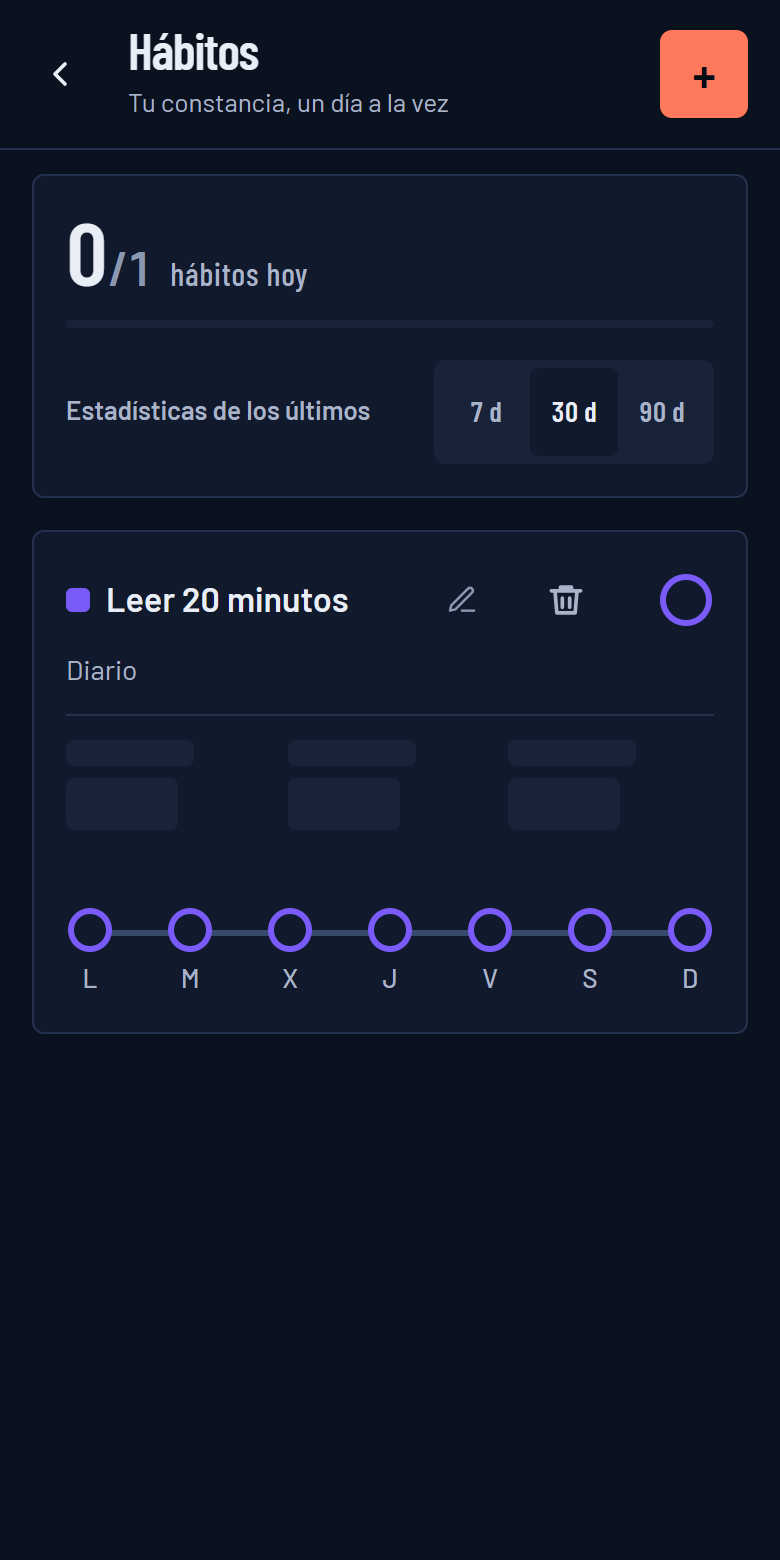 Hábitos
Tu constancia, un día a la vez
+
0/1 hábitos hoy
Estadísticas de los últimos 7 d 30 d 90 d
Leer 20 minutos
Diario
L M X J V S D